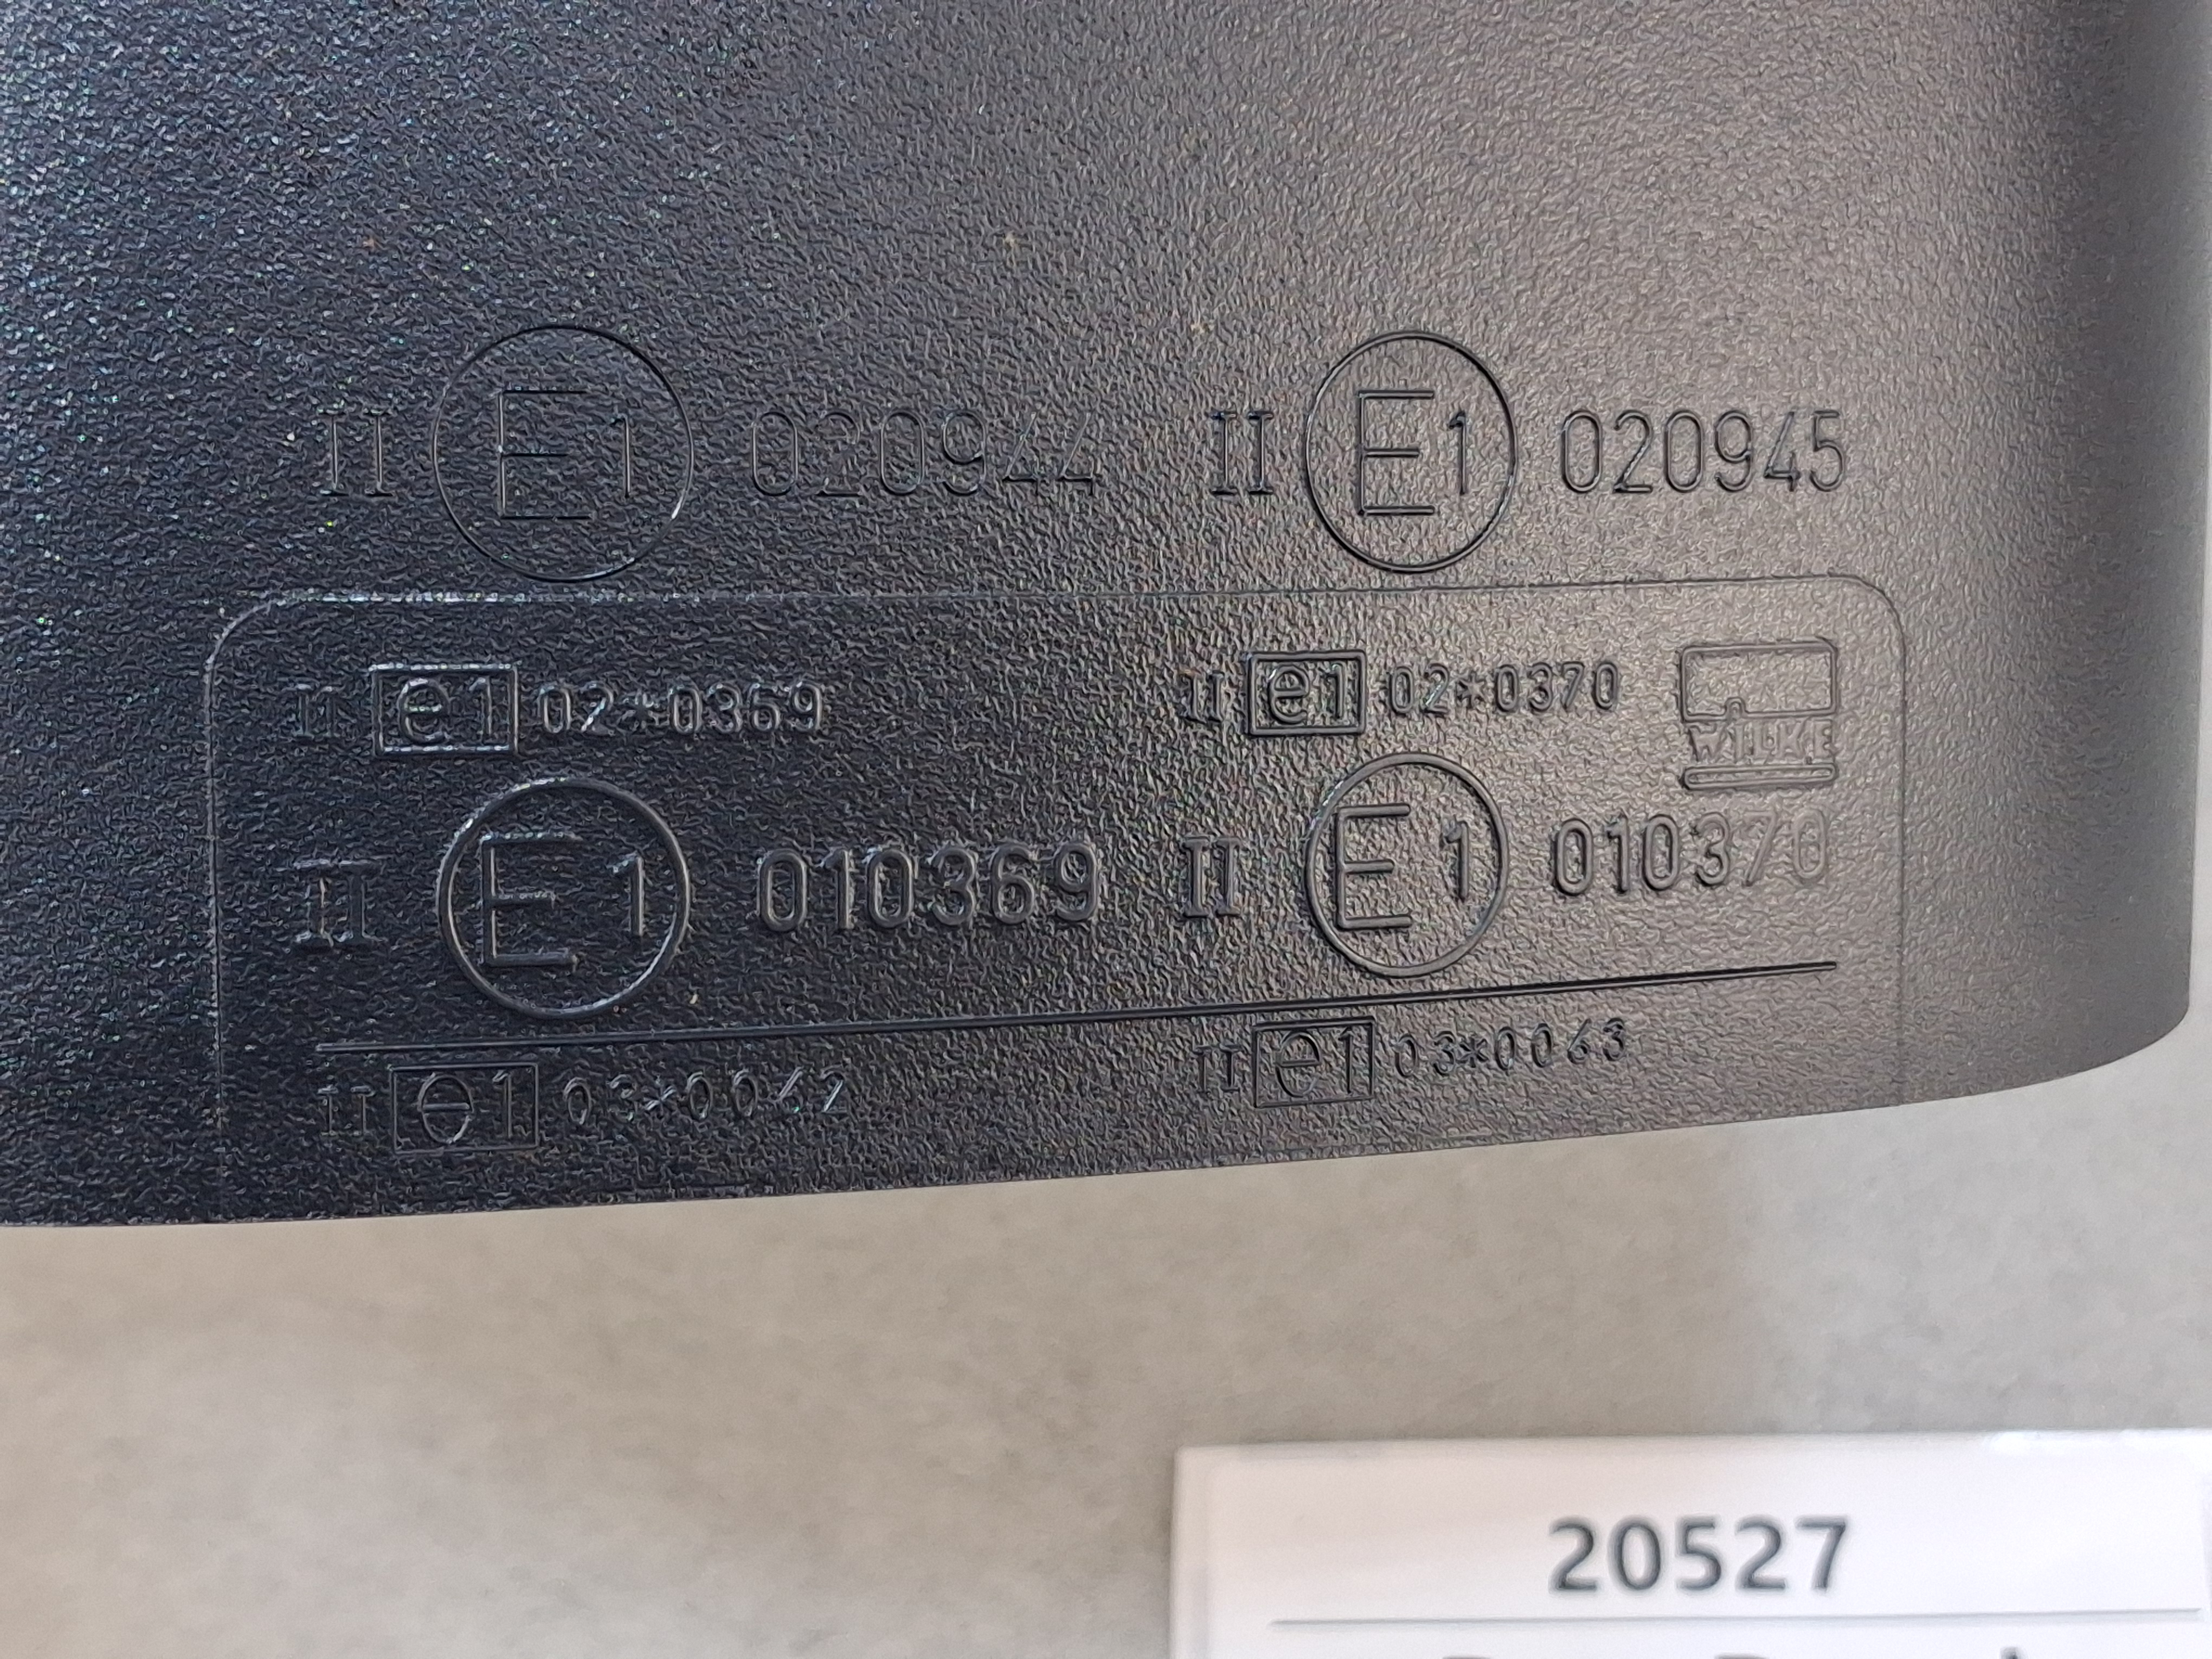 II E1 020944 II E1 020945
II e1 02*0369 II e1 02*0370
WILKE
II E1 010369 II E1 010370
II e1 03*0062 II e1 03*0063
20527